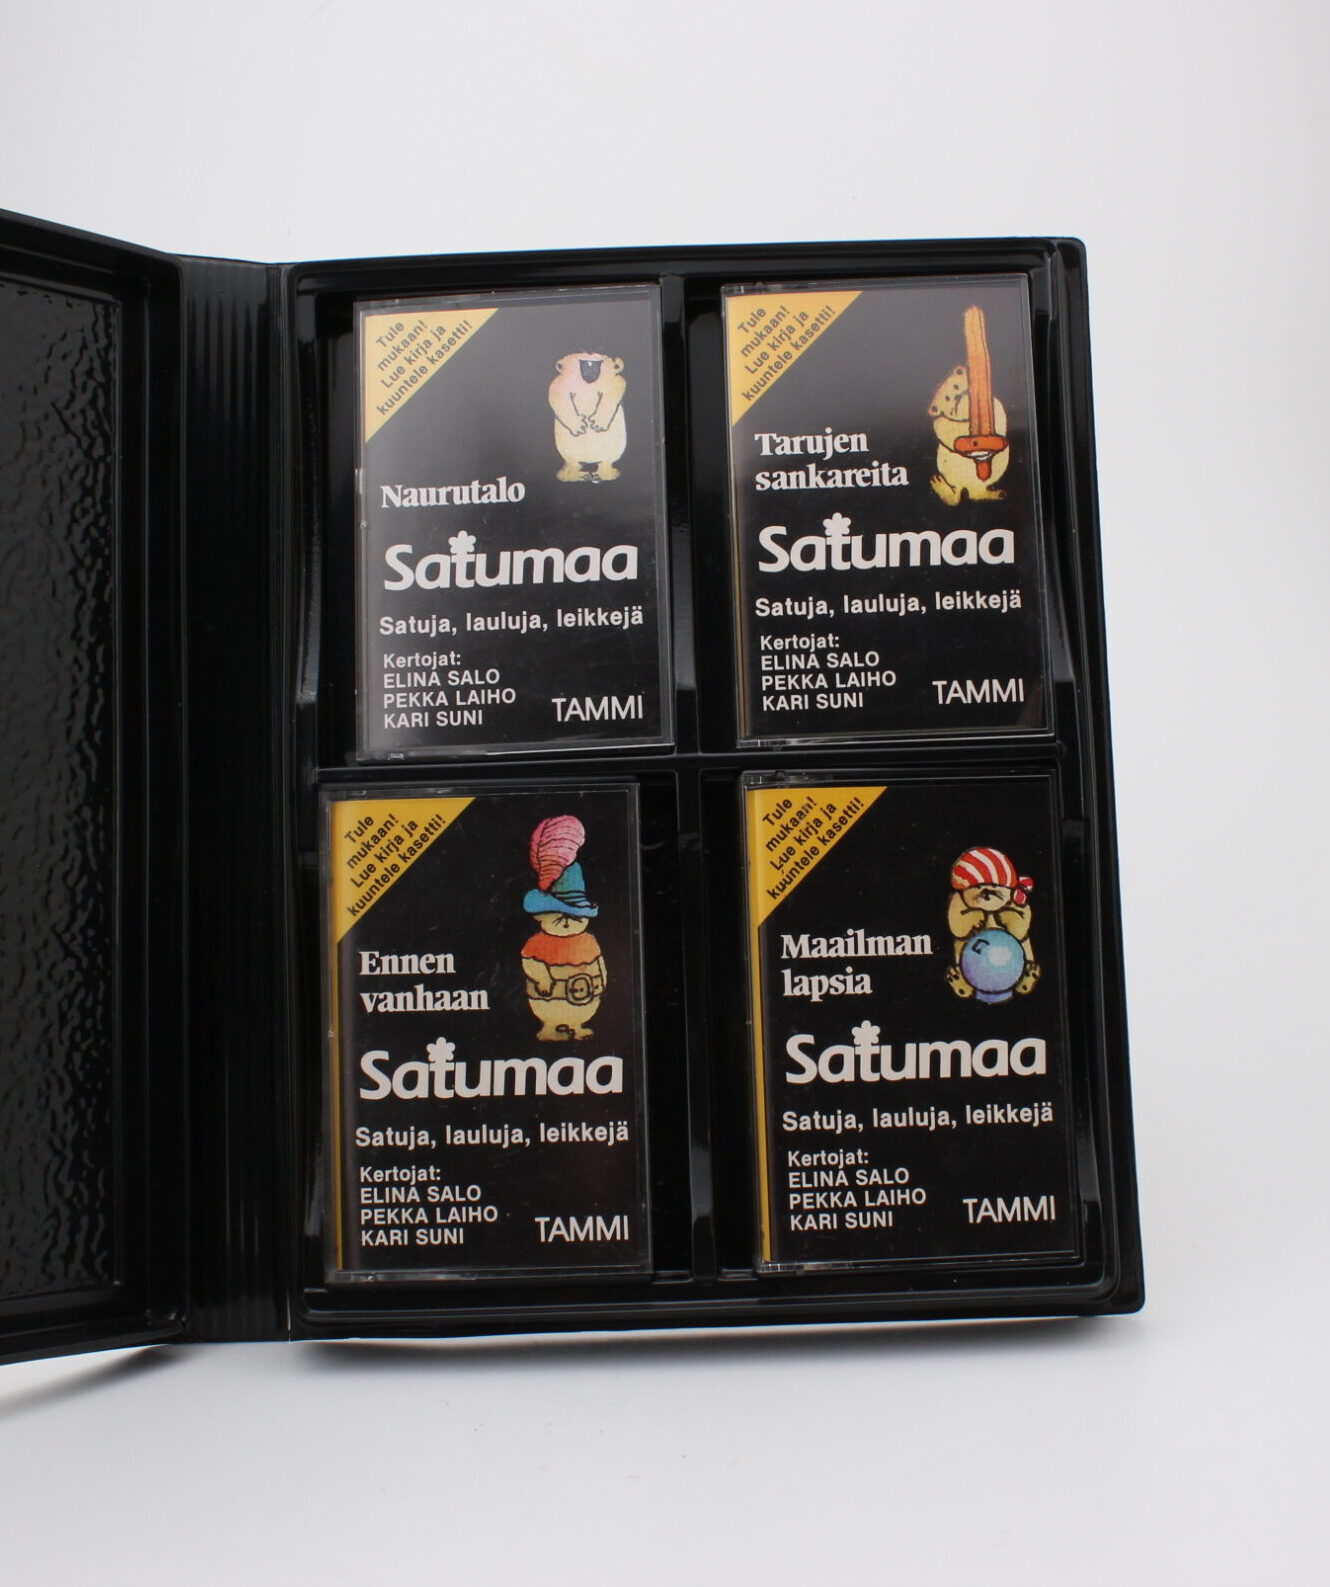 Tule
mukaan!
Lue kirja ja
kuuntele kasetti!
Naurutalo
Satumaa
Satuja, lauluja, leikkejä
Kertojat:
ELINA SALO
PEKKA LAIHO
KARI SUNI
TAMMI
Tule
mukaan!
Lue kirja ja
kuuntele kasetti!
Tarujen
sankareita
Satumaa
Satuja, lauluja, leikkejä
Kertojat:
ELINA SALO
PEKKA LAIHO
KARI SUNI
TAMMI
Tule
mukaan!
Lue kirja ja
kuuntele kasetti!
Ennen
vanhaan
Satumaa
Satuja, lauluja, leikkejä
Kertojat:
ELINA SALO
PEKKA LAIHO
KARI SUNI
TAMMI
Tule
mukaan!
Lue kirja ja
kuuntele kasetti!
Maailman
lapsia
Satumaa
Satuja, lauluja, leikkejä
Kertojat:
ELINA SALO
PEKKA LAIHO
KARI SUNI
TAMMI